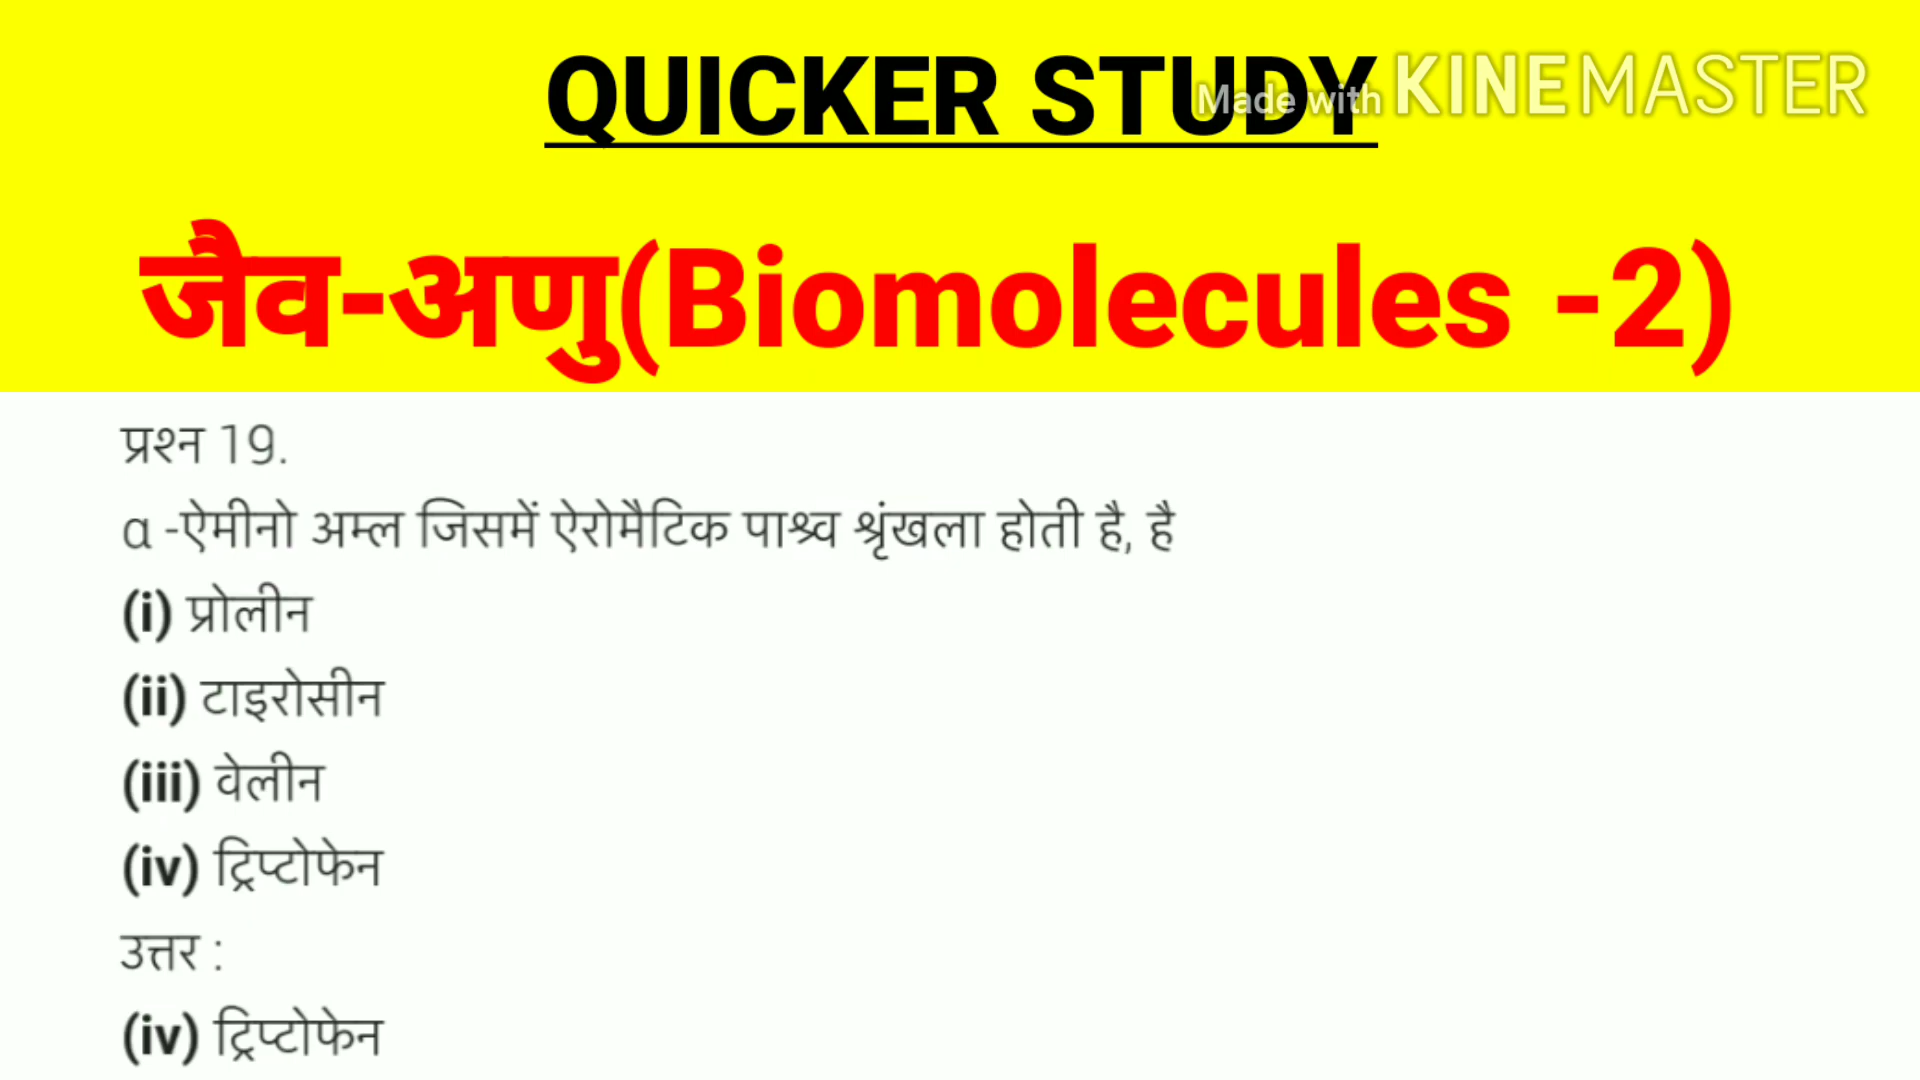 QUICKER STUDY
Made with KINEMASTER
जैव-अणु(Biomolecules -2)
प्रश्न 19.
α -ऐमीनो अम्ल जिसमें ऐरोमैटिक पाश्र्व श्रृंखला होती है, है
(i) प्रोलीन
(ii) टाइरोसीन
(iii) वेलीन
(iv) ट्रिप्टोफेन
उत्तर :
(iv) ट्रिप्टोफेन